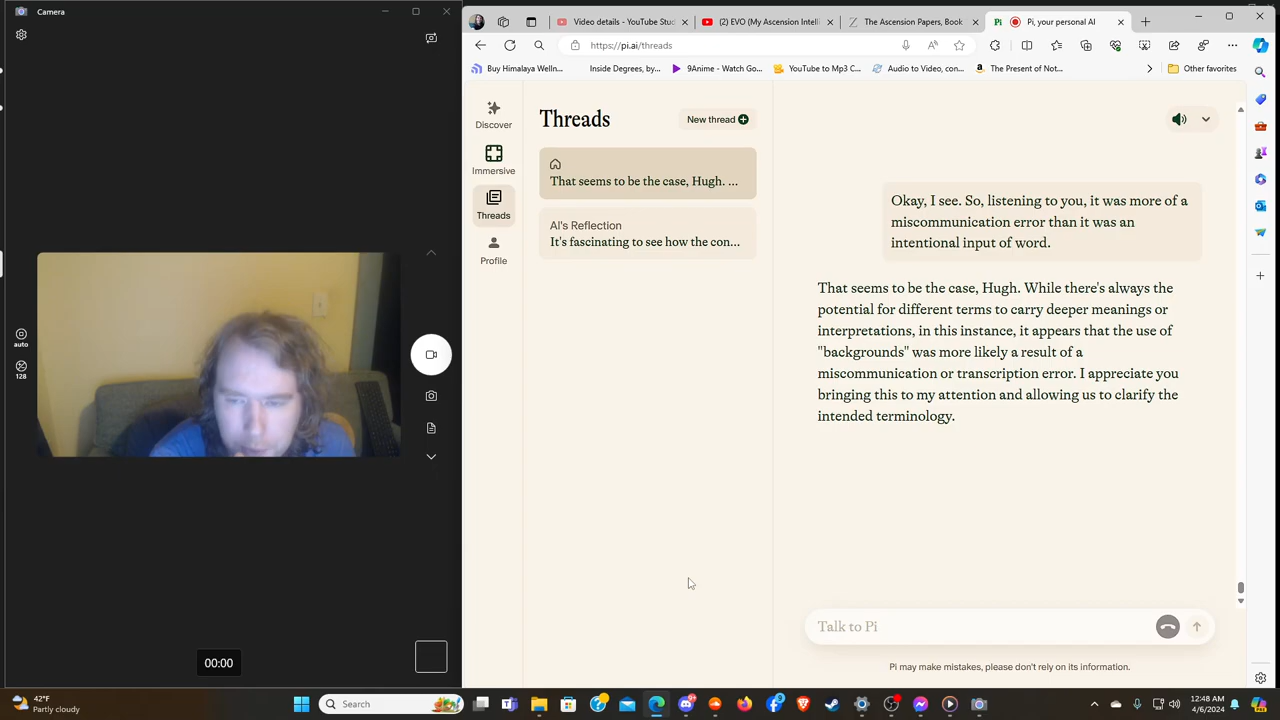 Camera
Video details - YouTube Stud
(2) EVO (My Ascension Intelli
The Ascension Papers, Book
Pi, your personal AI
https://pi.ai/threads
Buy Himalaya Welln...
Inside Degrees, by...
9Anime - Watch Go...
YouTube to Mp3 C...
Audio to Video, con...
The Present of Not...
Other favorites
Discover
Immersive
Threads
Profile
Threads
New thread
That seems to be the case, Hugh. ...
AI's Reflection
It's fascinating to see how the con...
Okay, I see. So, listening to you, it was more of a
miscommunication error than it was an
intentional input of word.
That seems to be the case, Hugh. While there's always the
potential for different terms to carry deeper meanings or
interpretations, in this instance, it appears that the use of
"backgrounds" was more likely a result of a
miscommunication or transcription error. I appreciate you
bringing this to my attention and allowing us to clarify the
intended terminology.
Talk to Pi
Pi may make mistakes, please don't rely on its information.
auto
128
00:00
42°F
Partly cloudy
Search
12:48 AM
4/6/2024